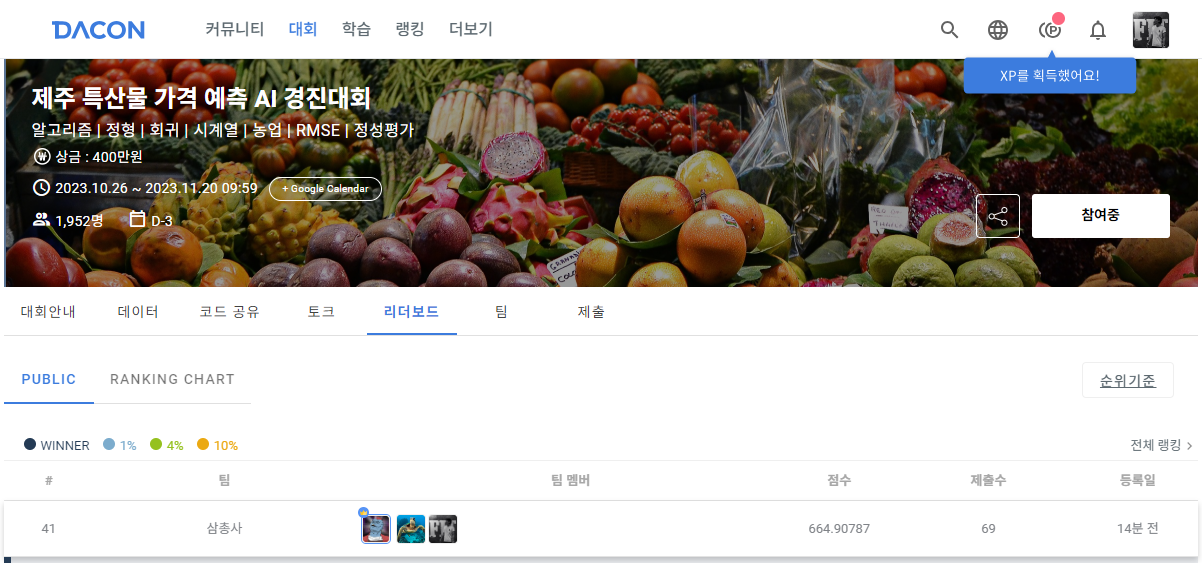 DACON 커뮤니티 대회 학습 랭킹 더보기
XP를 획득했어요!
제주 특산물 가격 예측 AI 경진대회
알고리즘 | 정형 | 회귀 | 시계열 | 농업 | RMSE | 정성평가
상금 : 400만원
2023.10.26 ~ 2023.11.20 09:59 + Google Calendar
1,952명 D-3
참여중
대회안내 데이터 코드 공유 토크 리더보드 팀 제출
PUBLIC RANKING CHART 순위기준
WINNER 1% 4% 10% 전체 랭킹 >
# 팀 팀 멤버 점수 제출수 등록일
41 삼총사 664.90787 69 14분 전